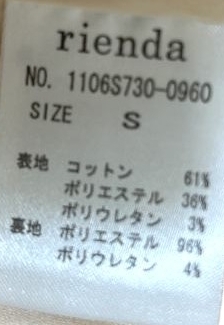 rienda
NO. 1106S730-0960
SIZE S
表地 コットン 61%
ポリエステル 36%
ポリウレタン 3%
裏地 ポリエステル 96%
ポリウレタン 4%